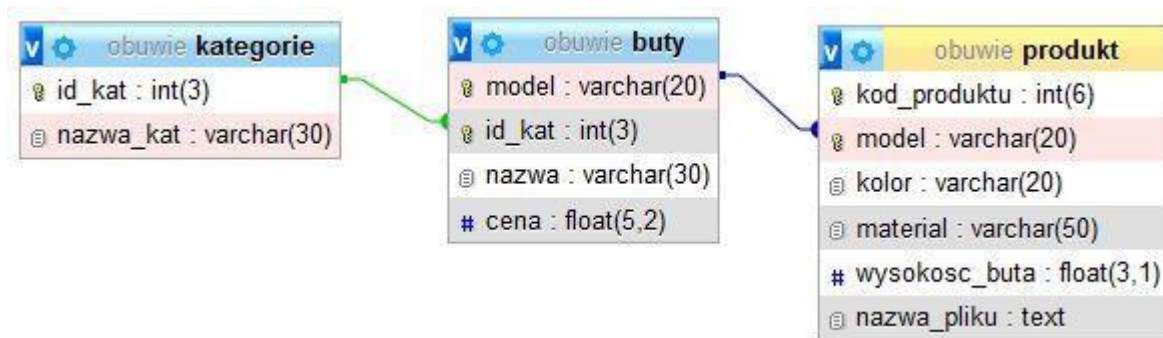 v obuwie kategorie
id_kat : int(3)
nazwa_kat : varchar(30)
v obuwie buty
model : varchar(20)
id_kat : int(3)
nazwa : varchar(30)
# cena : float(5,2)
v obuwie produkt
kod_produktu : int(6)
model : varchar(20)
kolor : varchar(20)
material : varchar(50)
# wysokosc_buta : float(3,1)
nazwa_pliku : text